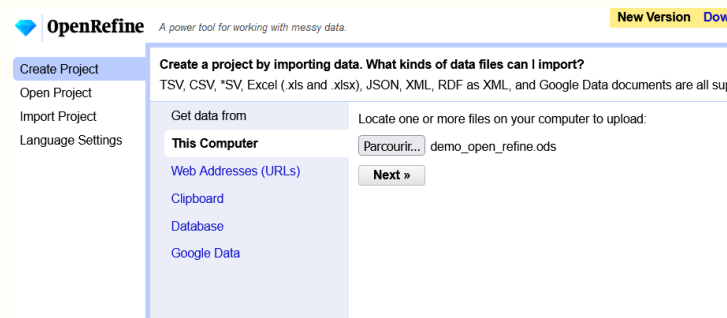 OpenRefine A power tool for working with messy data.
New Version
Create Project
Open Project
Import Project
Language Settings
Create a project by importing data. What kinds of data files can I import?
TSV, CSV, *SV, Excel (.xls and .xlsx), JSON, XML, RDF as XML, and Google Data documents are all
Get data from
This Computer
Web Addresses (URLs)
Clipboard
Database
Google Data
Locate one or more files on your computer to upload:
Parcourir... demo_open_refine.ods
Next »